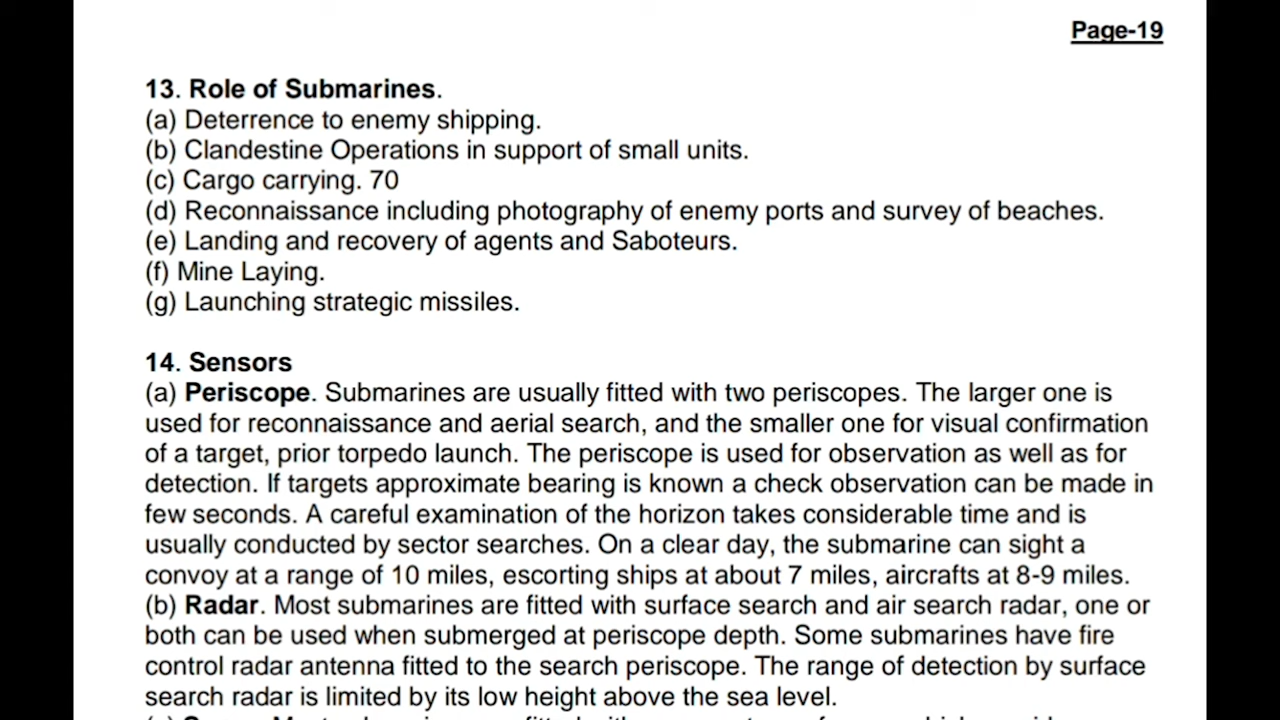 Page-19
13. Role of Submarines.
(a) Deterrence to enemy shipping.
(b) Clandestine Operations in support of small units.
(c) Cargo carrying. 70
(d) Reconnaissance including photography of enemy ports and survey of beaches.
(e) Landing and recovery of agents and Saboteurs.
(f) Mine Laying.
(g) Launching strategic missiles.
14. Sensors
(a) Periscope. Submarines are usually fitted with two periscopes. The larger one is
used for reconnaissance and aerial search, and the smaller one for visual confirmation
of a target, prior torpedo launch. The periscope is used for observation as well as for
detection. If targets approximate bearing is known a check observation can be made in
few seconds. A careful examination of the horizon takes considerable time and is
usually conducted by sector searches. On a clear day, the submarine can sight a
convoy at a range of 10 miles, escorting ships at about 7 miles, aircrafts at 8-9 miles.
(b) Radar. Most submarines are fitted with surface search and air search radar, one or
both can be used when submerged at periscope depth. Some submarines have fire
control radar antenna fitted to the search periscope. The range of detection by surface
search radar is limited by its low height above the sea level.